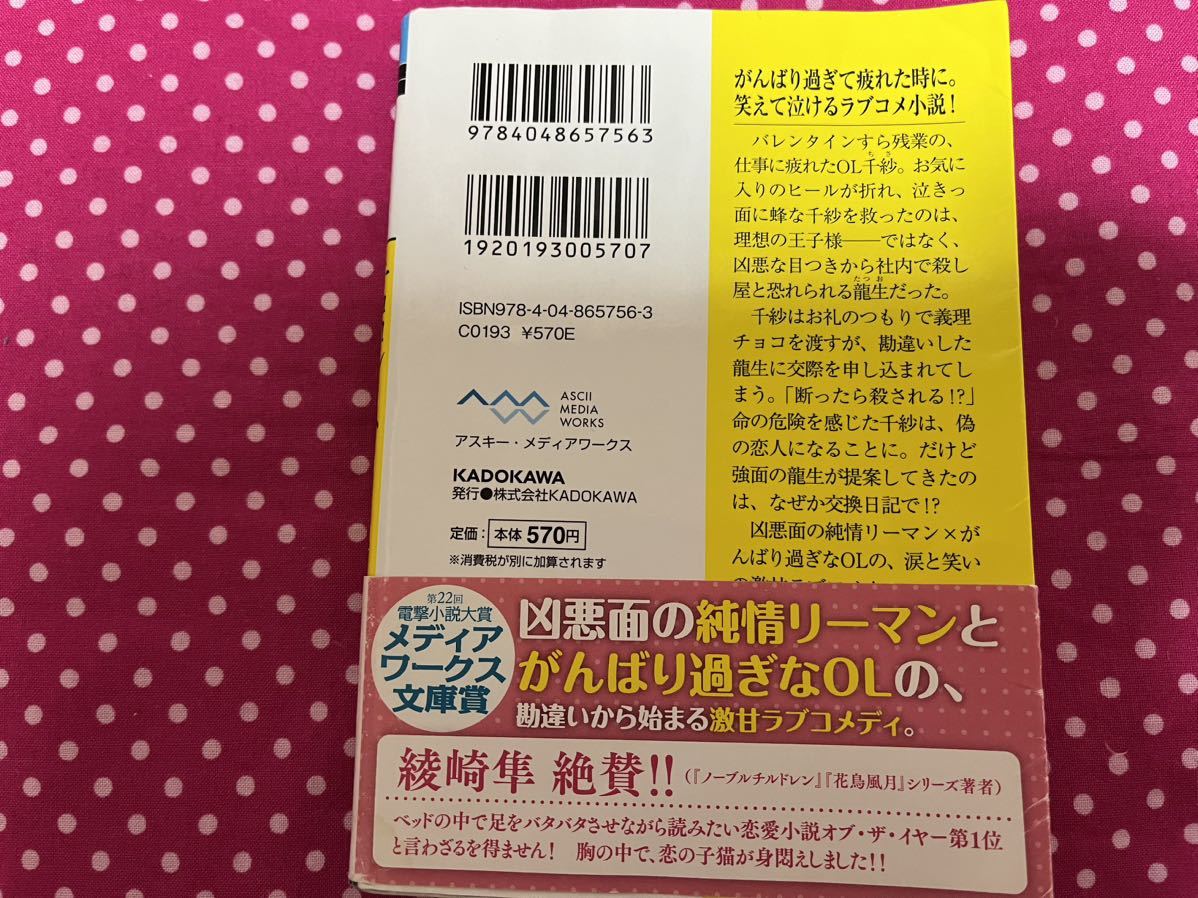 9784048657563
1920193005707
ISBN978-4-04-865756-3
C0193 ¥570E
ASCII
MEDIA
WORKS
アスキー・メディアワークス
KADOKAWA
発行●株式会社KADOKAWA
定価：本体570円
※消費税が別に加算されます
がんばり過ぎて疲れた時に。
笑えて泣けるラブコメ小説！
バレンタインすら残業の、
仕事に疲れたOL千紗。お気に
入りのヒールが折れ、泣きっ
面に蜂な千紗を救ったのは、
理想の王子様――ではなく、
凶悪な目つきから社内で殺し
屋と恐れられる龍生だった。
千紗はお礼のつもりで義理
チョコを渡すが、勘違いした
龍生に交際を申し込まれてし
まう。「断ったら殺される!?」
命の危険を感じた千紗は、偽
の恋人になることに。だけど
強面の龍生が提案してきたの
は、なぜか交換日記で!?
凶悪面の純情リーマン×が
んばり過ぎなOLの、涙と笑い
第22回
電撃小説大賞
メディア
ワークス
文庫賞
凶悪面の純情リーマンと
がんばり過ぎなOLの、
勘違いから始まる激甘ラブコメディ。
綾崎隼 絶賛!!（『ノーブルチルドレン』『花鳥風月』シリーズ著者）
ベッドの中で足をバタバタさせながら読みたい恋愛小説オブ・ザ・イヤー第1位
と言わざるを得ません！ 胸の中で、恋の子猫が身悶えしました!!